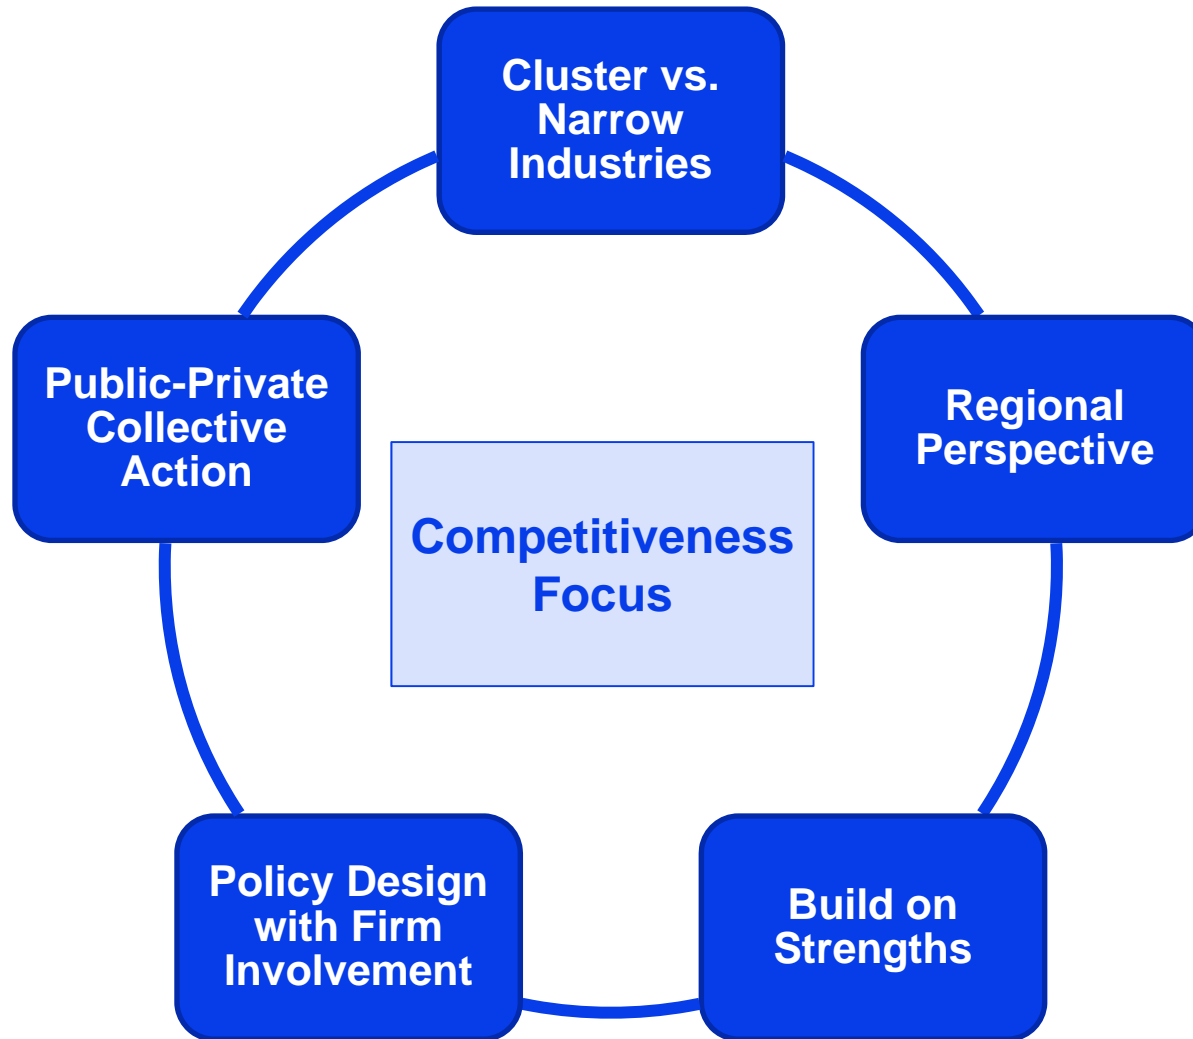 Cluster vs.
Narrow
Industries
Public-Private
Collective
Action
Regional
Perspective
Competitiveness
Focus
Policy Design
with Firm
Involvement
Build on
Strengths